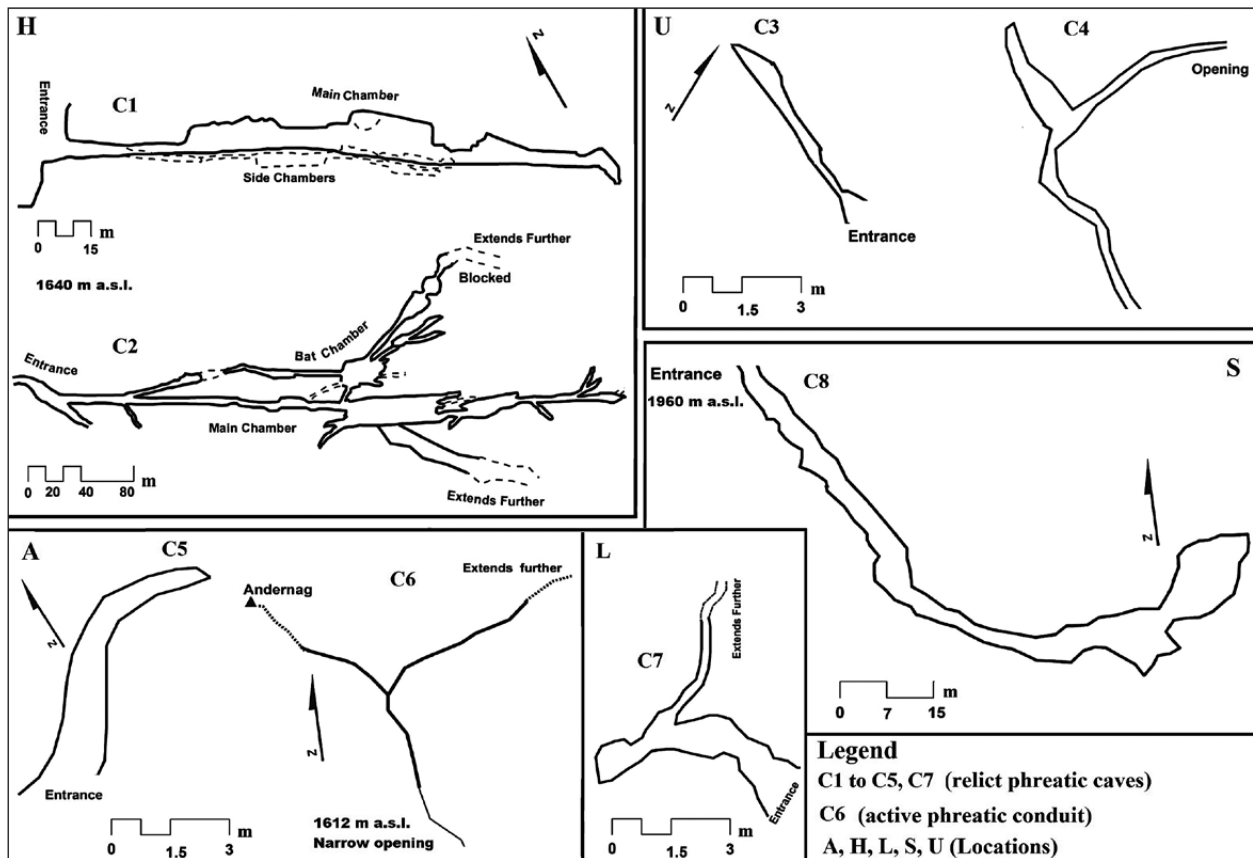 H
Entrance
C1
Main Chamber
N
Side Chambers
0 15 m
1640 m a.s.l.
Extends Further
Blocked
C2
Bat Chamber
Entrance
Main Chamber
0 20 40 80 m
Extends Further
U
C3
C4
N
Opening
Entrance
0 1.5 3
m
S
Entrance
1960 m a.s.l.
C8
N
0 7 15 m
A
C5
C6
Extends further
Andernag
N
N
Entrance
0 1.5 3 m
1612 m a.s.l.
Narrow opening
L
Extends Further
C7
Entrance
0 1.5 3 m
Legend
C1 to C5, C7 (relict phreatic caves)
C6 (active phreatic conduit)
A, H, L, S, U (Locations)